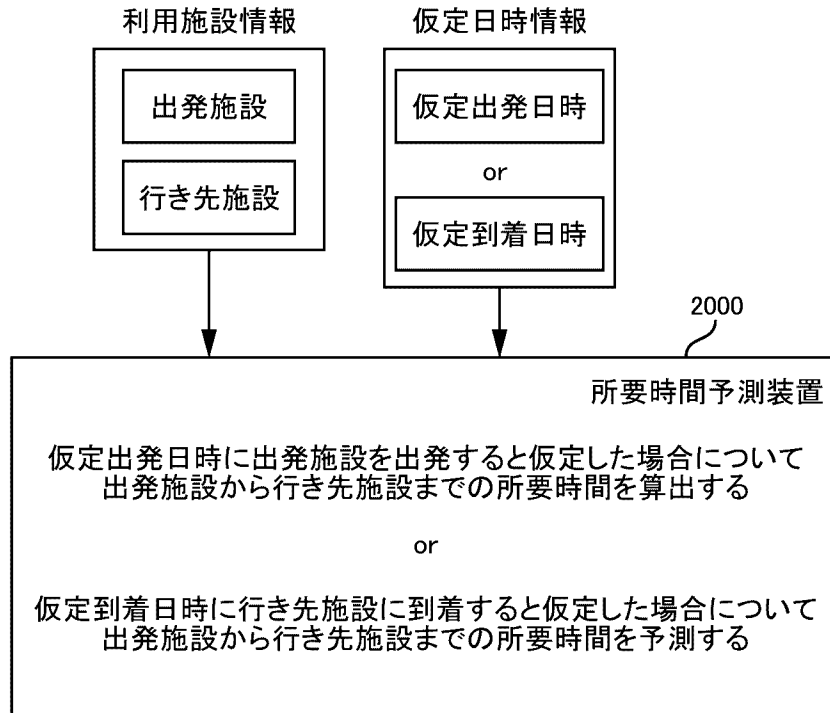 利用施設情報
出発施設
行き先施設
仮定日時情報
仮定出発日時
or
仮定到着日時
2000
所要時間予測装置
仮定出発日時に出発施設を出発すると仮定した場合について
出発施設から行き先施設までの所要時間を算出する
or
仮定到着日時に行き先施設に到着すると仮定した場合について
出発施設から行き先施設までの所要時間を予測する